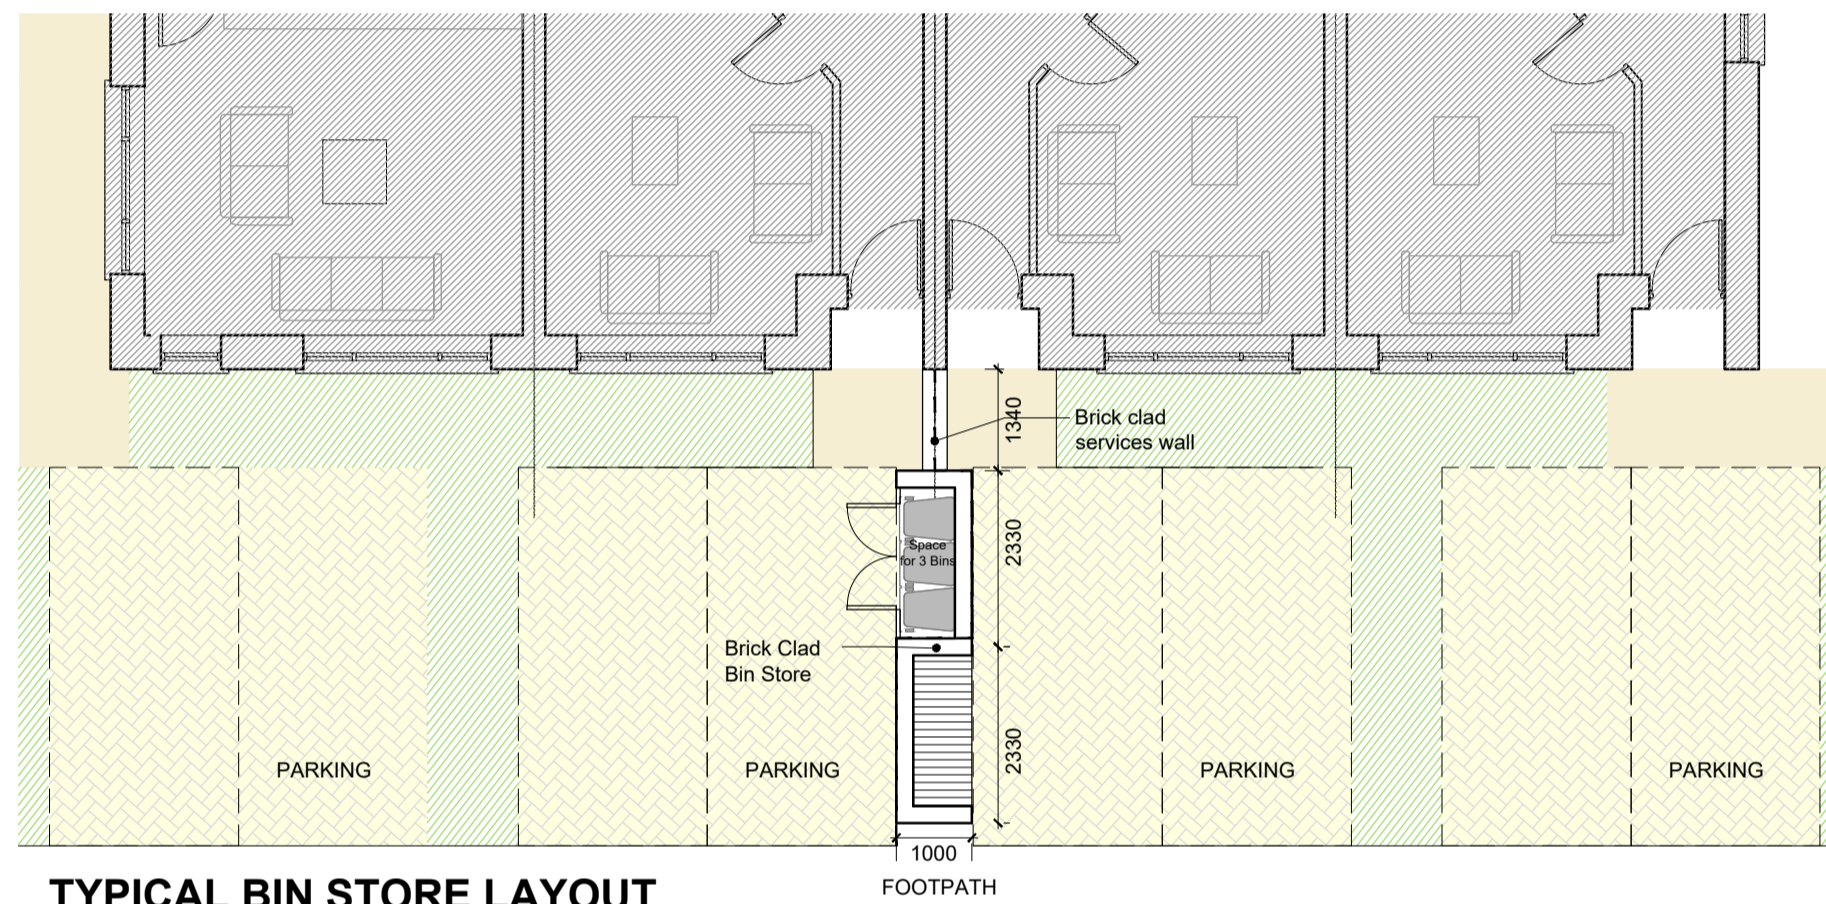 1340
Brick clad
services wall
Space
for 3 Bins
2330
Brick Clad
Bin Store
2330
PARKING
PARKING
PARKING
PARKING
1000
FOOTPATH
TYPICAL BIN STORE LAYOUT